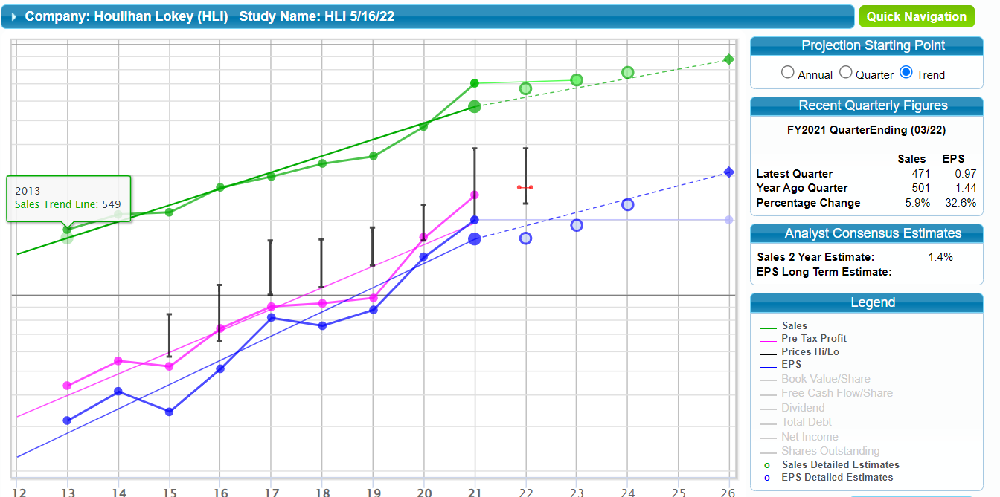 Company: Houlihan Lokey (HLI) Study Name: HLI 5/16/22
Quick Navigation
Projection Starting Point
Annual Quarter Trend
Recent Quarterly Figures
FY2021 QuarterEnding (03/22)
Sales EPS
Latest Quarter 471 0.97
Year Ago Quarter 501 1.44
Percentage Change -5.9% -32.6%
Analyst Consensus Estimates
Sales 2 Year Estimate: 1.4%
EPS Long Term Estimate: -----
Legend
Sales
Pre-Tax Profit
Prices Hi/Lo
EPS
Book Value/Share
Free Cash Flow/Share
Dividend
Total Debt
Net Income
Shares Outstanding
Sales Detailed Estimates
EPS Detailed Estimates
2013
Sales Trend Line: 549
12 13 14 15 16 17 18 19 20 21 22 23 24 25 26